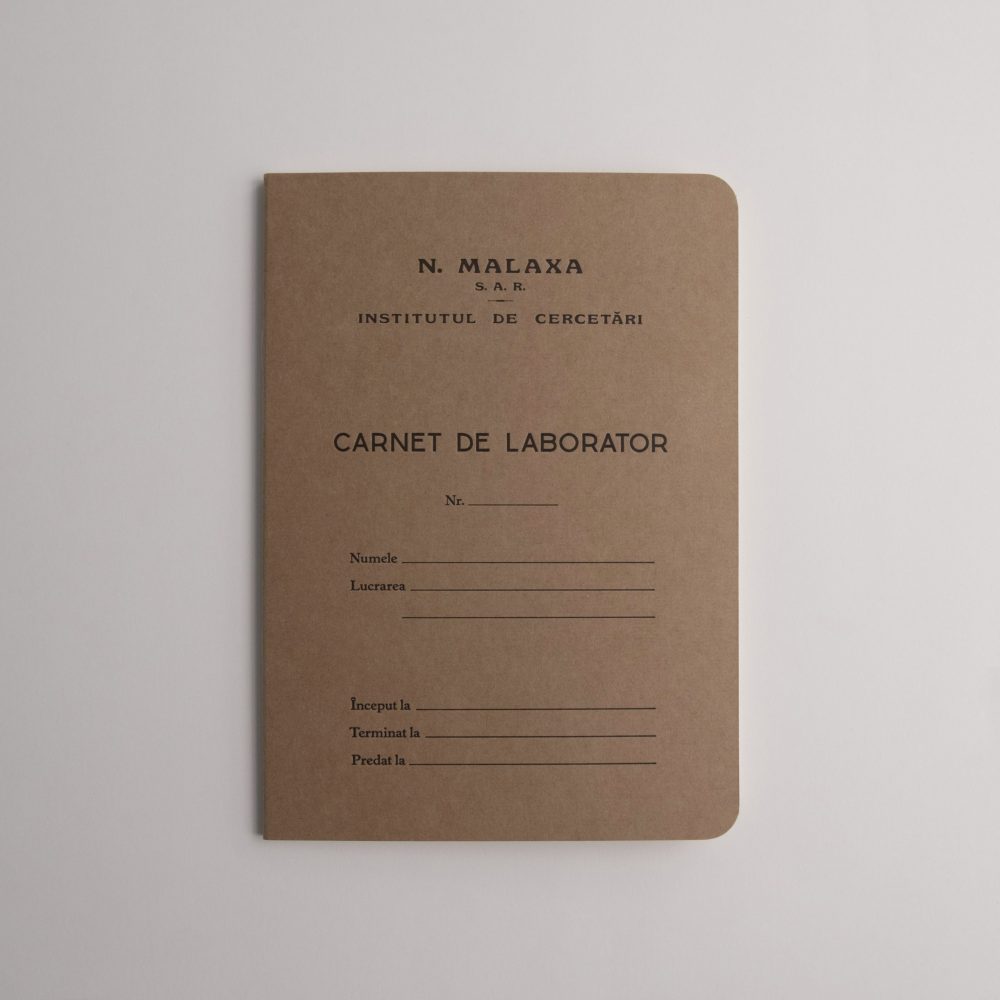 N. MALAXA
S. A. R.
INSTITUTUL DE CERCETĂRI
CARNET DE LABORATOR
Nr.
Numele
Lucrarea
Început la
Terminat la
Predat la